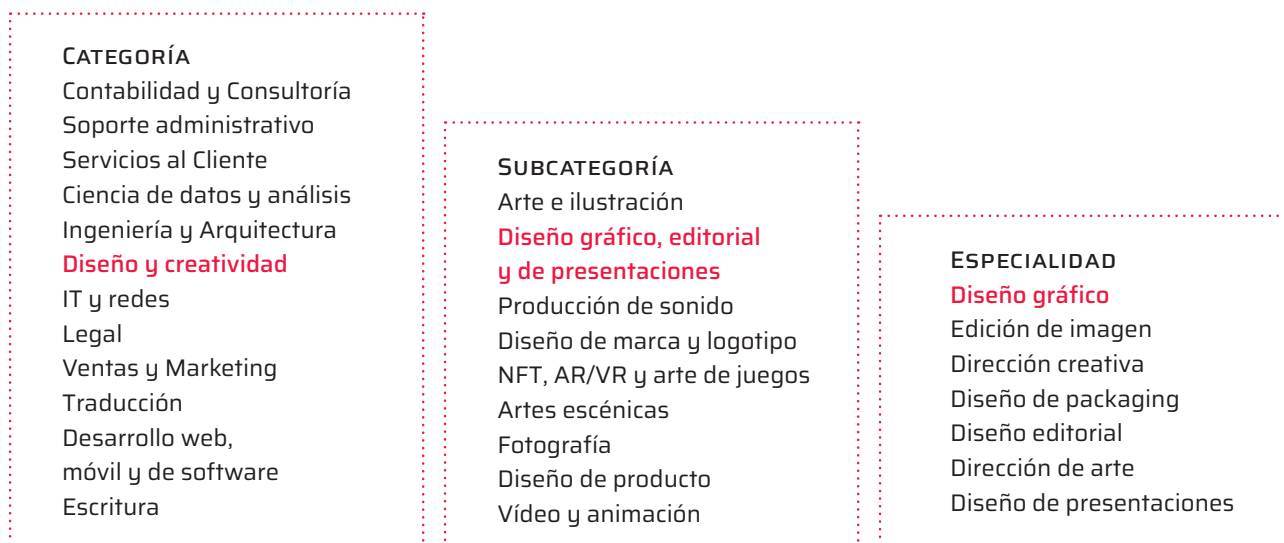 CATEGORÍA
Contabilidad y Consultoría
Soporte administrativo
Servicios al Cliente
Ciencia de datos y análisis
Ingeniería y Arquitectura
Diseño y creatividad
IT y redes
Legal
Ventas y Marketing
Traducción
Desarrollo web,
móvil y de software
Escritura
SUBCATEGORÍA
Arte e ilustración
Diseño gráfico, editorial
y de presentaciones
Producción de sonido
Diseño de marca y logotipo
NFT, AR/VR y arte de juegos
Artes escénicas
Fotografía
Diseño de producto
Vídeo y animación
ESPECIALIDAD
Diseño gráfico
Edición de imagen
Dirección creativa
Diseño de packaging
Diseño editorial
Dirección de arte
Diseño de presentaciones